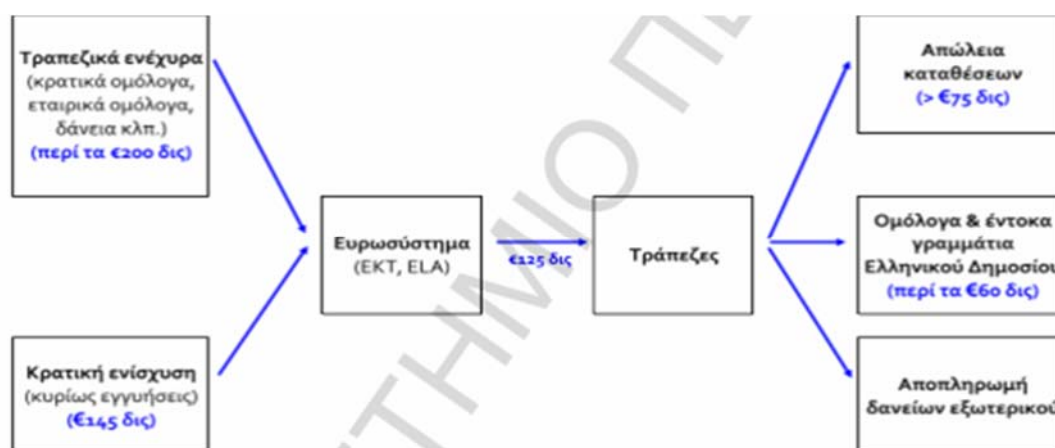 Τραπεζικά ενέχυρα
(κρατικά ομόλογα,
εταιρικά ομόλογα,
δάνεια κλπ.)
(περί τα €200 δις)
Κρατική ενίσχυση
(κυρίως εγγυήσεις)
(€145 δις)
Ευρωσύστημα
(ΕΚΤ, ELA)
€125 δις
Τράπεζες
Απώλεια
καταθέσεων
(> €75 δις)
Ομόλογα & έντοκα
γραμμάτια
Ελληνικού Δημοσίου
(περί τα €60 δις)
Αποπληρωμή
δανείων εξωτερικού